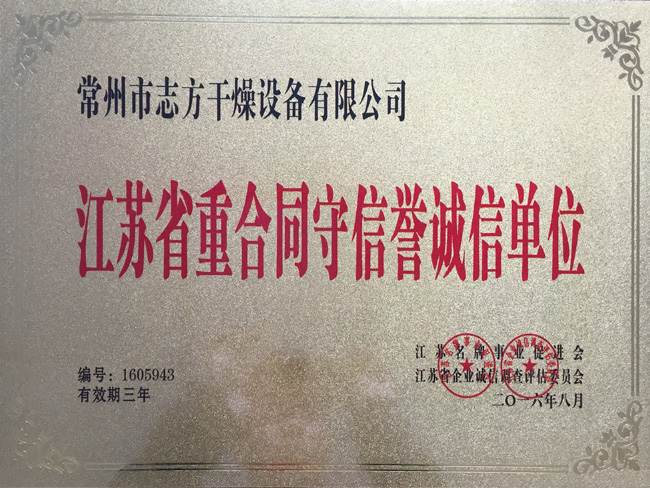 常州市志方干燥设备有限公司
江苏省重合同守信誉诚信单位
江苏名牌事业促进会
编号：1605943
江苏省企业诚信调查评估委员会
有效期三年
二〇一六年八月